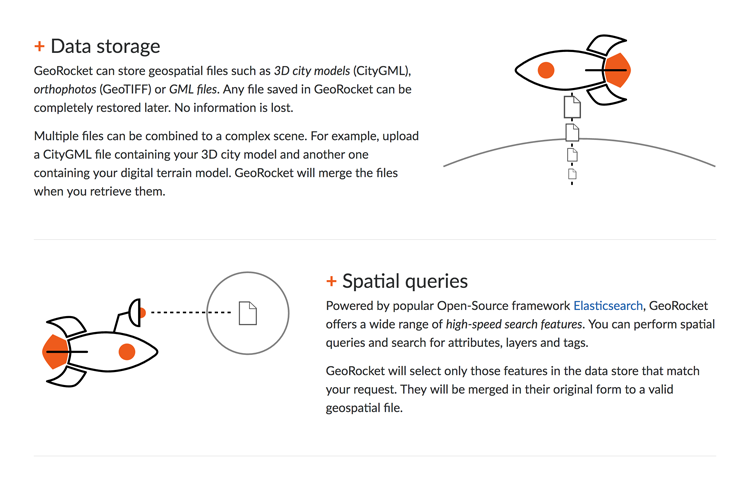 + Data storage
GeoRocket can store geospatial files such as 3D city models (CityGML),
orthophotos (GeoTIFF) or GML files. Any file saved in GeoRocket can be
completely restored later. No information is lost.
Multiple files can be combined to a complex scene. For example, upload
a CityGML file containing your 3D city model and another one
containing your digital terrain model. GeoRocket will merge the files
when you retrieve them.
+ Spatial queries
Powered by popular Open-Source framework Elasticsearch, GeoRocket
offers a wide range of high-speed search features. You can perform spatial
queries and search for attributes, layers and tags.
GeoRocket will select only those features in the data store that match
your request. They will be merged in their original form to a valid
geospatial file.